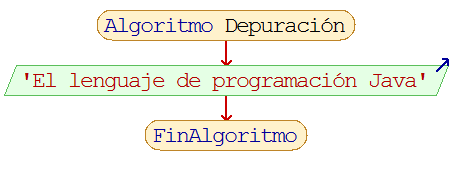 Algoritmo Depuración
'El lenguaje de programación Java'
FinAlgoritmo